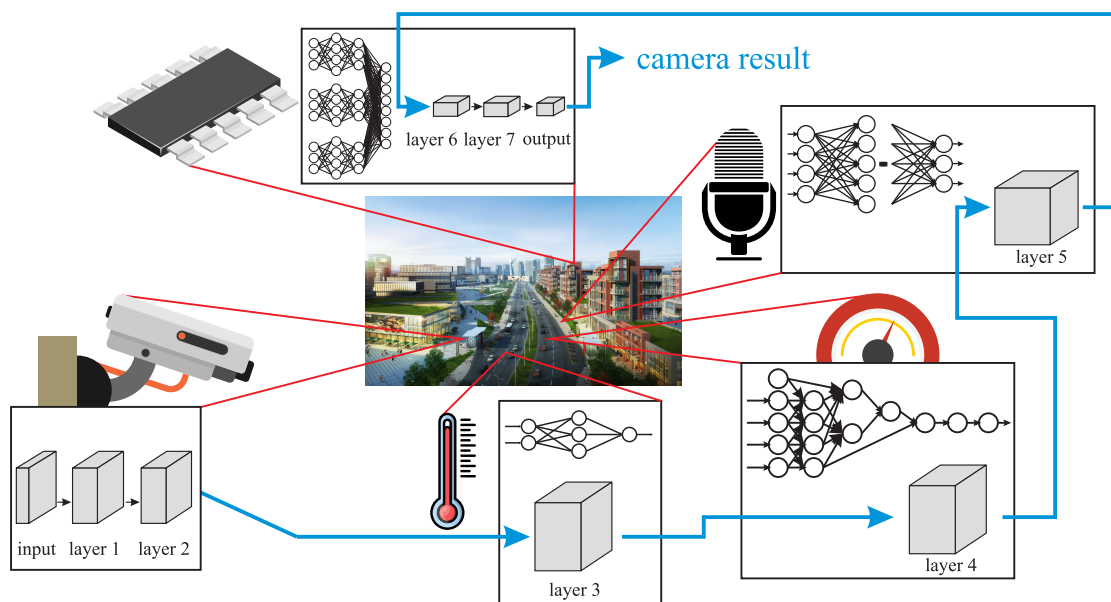 camera result
layer 6 layer 7 output
layer 5
input layer 1 layer 2
layer 3
layer 4